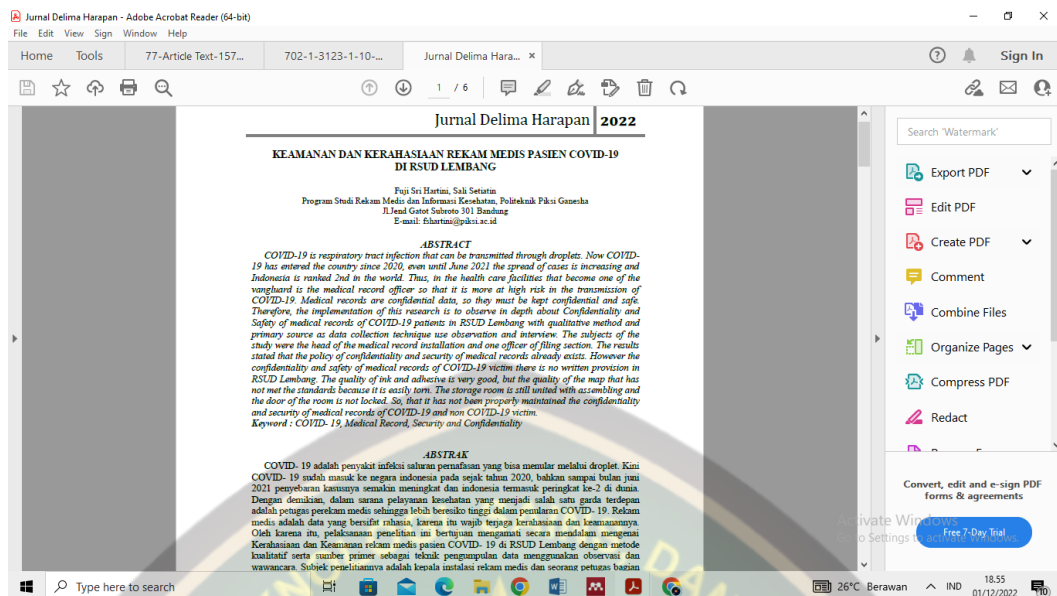 Jurnal Delima Harapan - Adobe Acrobat Reader (64-bit)
File Edit View Sign Window Help
Home Tools 77-Article Text-157... 702-1-3123-1-10-... Jurnal Delima Hara... × Sign In
1 / 6
Jurnal Delima Harapan 2022
KEAMANAN DAN KERAHASIAAN REKAM MEDIS PASIEN COVID-19
DI RSUD LEMBANG
Fuji Sri Hartini, Sali Setiatin
Program Studi Rekam Medis dan Informasi Kesehatan, Politeknik Piksi Ganesha
Jl.Jend Gatot Subroto 301 Bandung
E-mail: fshartini@piksi.ac.id
ABSTRACT
COVID-19 is respiratory tract infection that can be transmitted through droplets. Now COVID-
19 has entered the country since 2020, even until June 2021 the spread of cases is increasing and
Indonesia is ranked 2nd in the world. Thus, in the health care facilities that become one of the
vanguard is the medical record officer so that it is more at high risk in the transmission of
COVID-19. Medical records are confidential data, so they must be kept confidential and safe.
Therefore, the implementation of this research is to observe in depth about Confidentiality and
Safety of medical records of COVID-19 patients in RSUD Lembang with qualitative method and
primary source as data collection technique use observation and interview. The subjects of the
study were the head of the medical record installation and one officer of filing section. The results
stated that the policy of confidentiality and security of medical records already exists. However the
confidentiality and safety of medical records of COVID-19 victim there is no written provision in
RSUD Lembang. The quality of ink and adhesive is very good, but the quality of the map that has
not met the standards because it is easily torn. The storage room is still united with assembling and
the door of the room is not locked. So, that it has not been properly maintained the confidentiality
and security of medical records of COVID-19 and non COVID-19 victim.
Keyword : COVID- 19, Medical Record, Security and Confidentiality
ABSTRAK
COVID- 19 adalah penyakit infeksi saluran pernafasan yang bisa menular melalui droplet. Kini
COVID- 19 sudah masuk ke negara indonesia pada sejak tahun 2020, bahkan sampai bulan juni
2021 penyebaran kasusnya semakin meningkat dan indonesia termasuk peringkat ke-2 di dunia.
Dengan demikian, dalam sarana pelayanan kesehatan yang menjadi salah satu garda terdepan
adalah petugas perekam medis sehingga lebih beresiko tinggi dalam penularan COVID- 19. Rekam
medis adalah data yang bersifat rahasia, karena itu wajib terjaga kerahasiaan dan keamanannya.
Oleh karena itu, pelaksanaan penelitian ini bertujuan mengamati secara mendalam mengenai
Kerahasiaan dan Keamanan rekam medis pasien COVID- 19 di RSUD Lembang dengan metode
kualitatif serta sumber primer sebagai teknik pengumpulan data menggunakan observasi dan
wawancara. Subjek penelitiannya adalah kepala instalasi rekam medis dan seorang petugas bagian
Search 'Watermark'
Export PDF
Edit PDF
Create PDF
Comment
Combine Files
Organize Pages
Compress PDF
Redact
Convert, edit and e-sign PDF
forms & agreements
Free 7-Day Trial
Activate Windows
Go to Settings to activate Windows.
Type here to search
26°C Berawan IND 18.55
01/12/2022